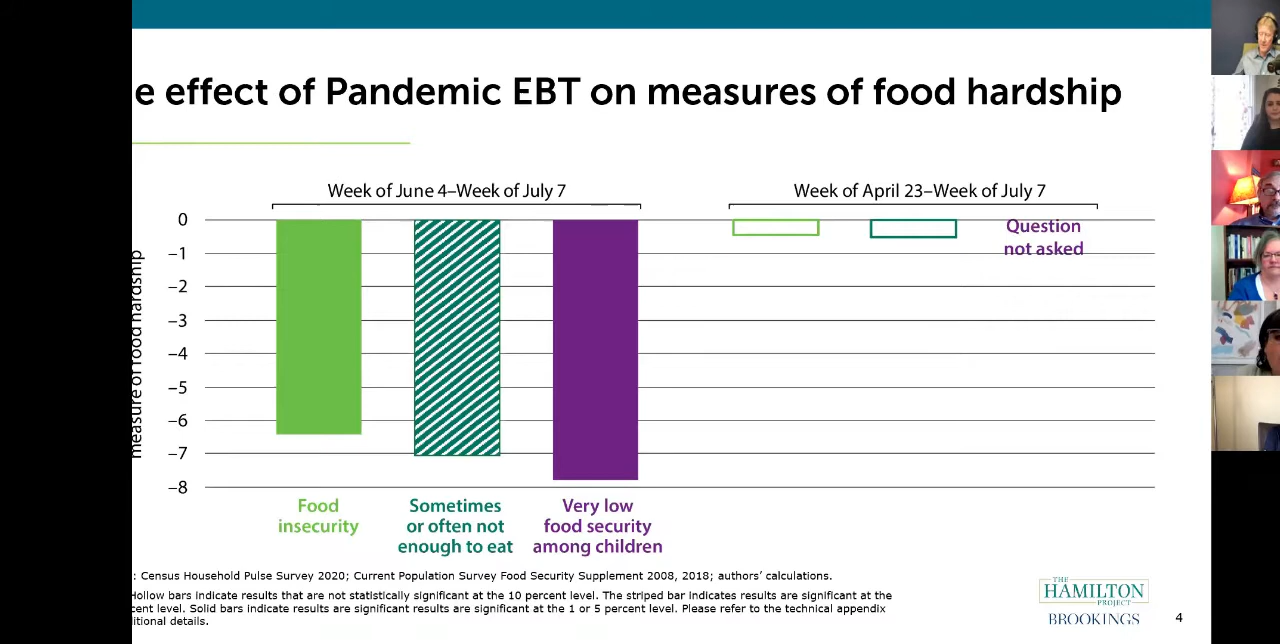 e effect of Pandemic EBT on measures of food hardship
Week of June 4–Week of July 7
Week of April 23–Week of July 7
measure of food hardship
0
–1
–2
–3
–4
–5
–6
–7
–8
Question
not asked
Food
insecurity
Sometimes
or often not
enough to eat
Very low
food security
among children
: Census Household Pulse Survey 2020; Current Population Survey Food Security Supplement 2008, 2018; authors’ calculations.
Hollow bars indicate results that are not statistically significant at the 10 percent level. The striped bar indicates results are significant at the
cent level. Solid bars indicate results are significant results are significant at the 1 or 5 percent level. Please refer to the technical appendix
ditional details.
THE
HAMILTON
PROJECT
BROOKINGS
4